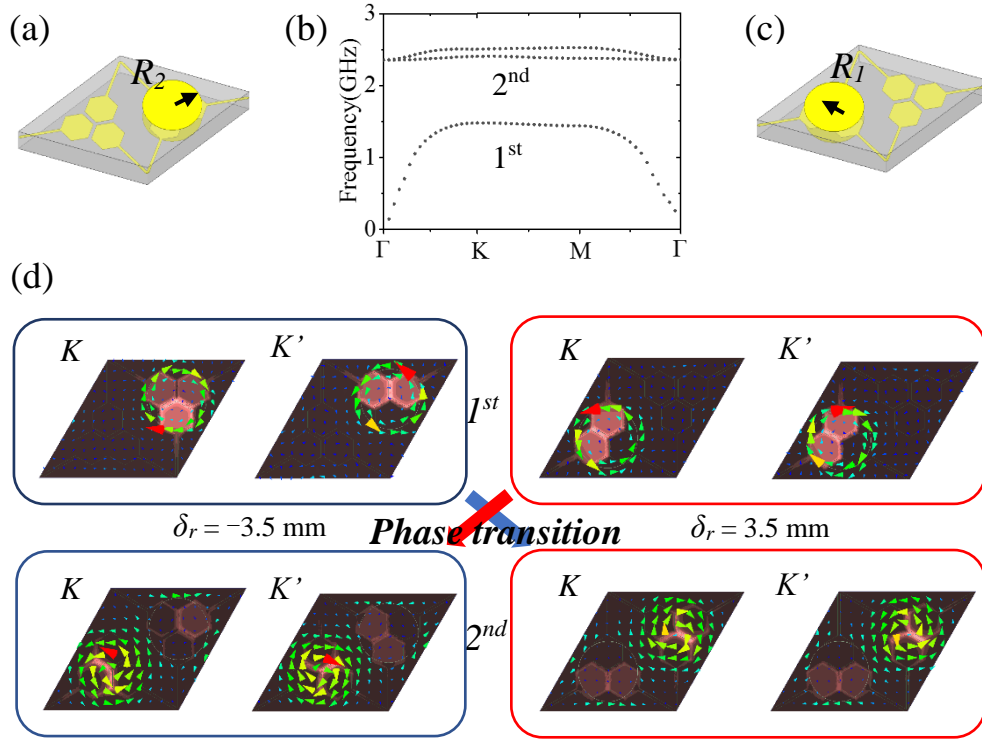 (a)
(b)
(c)
R2
R1
Frequency(GHz)
3
2
1
0
2nd
1st
Γ K M Γ
(d)
K K’ K K’
1st
δr = −3.5 mm Phase transition δr = 3.5 mm
K K’ K K’
2nd